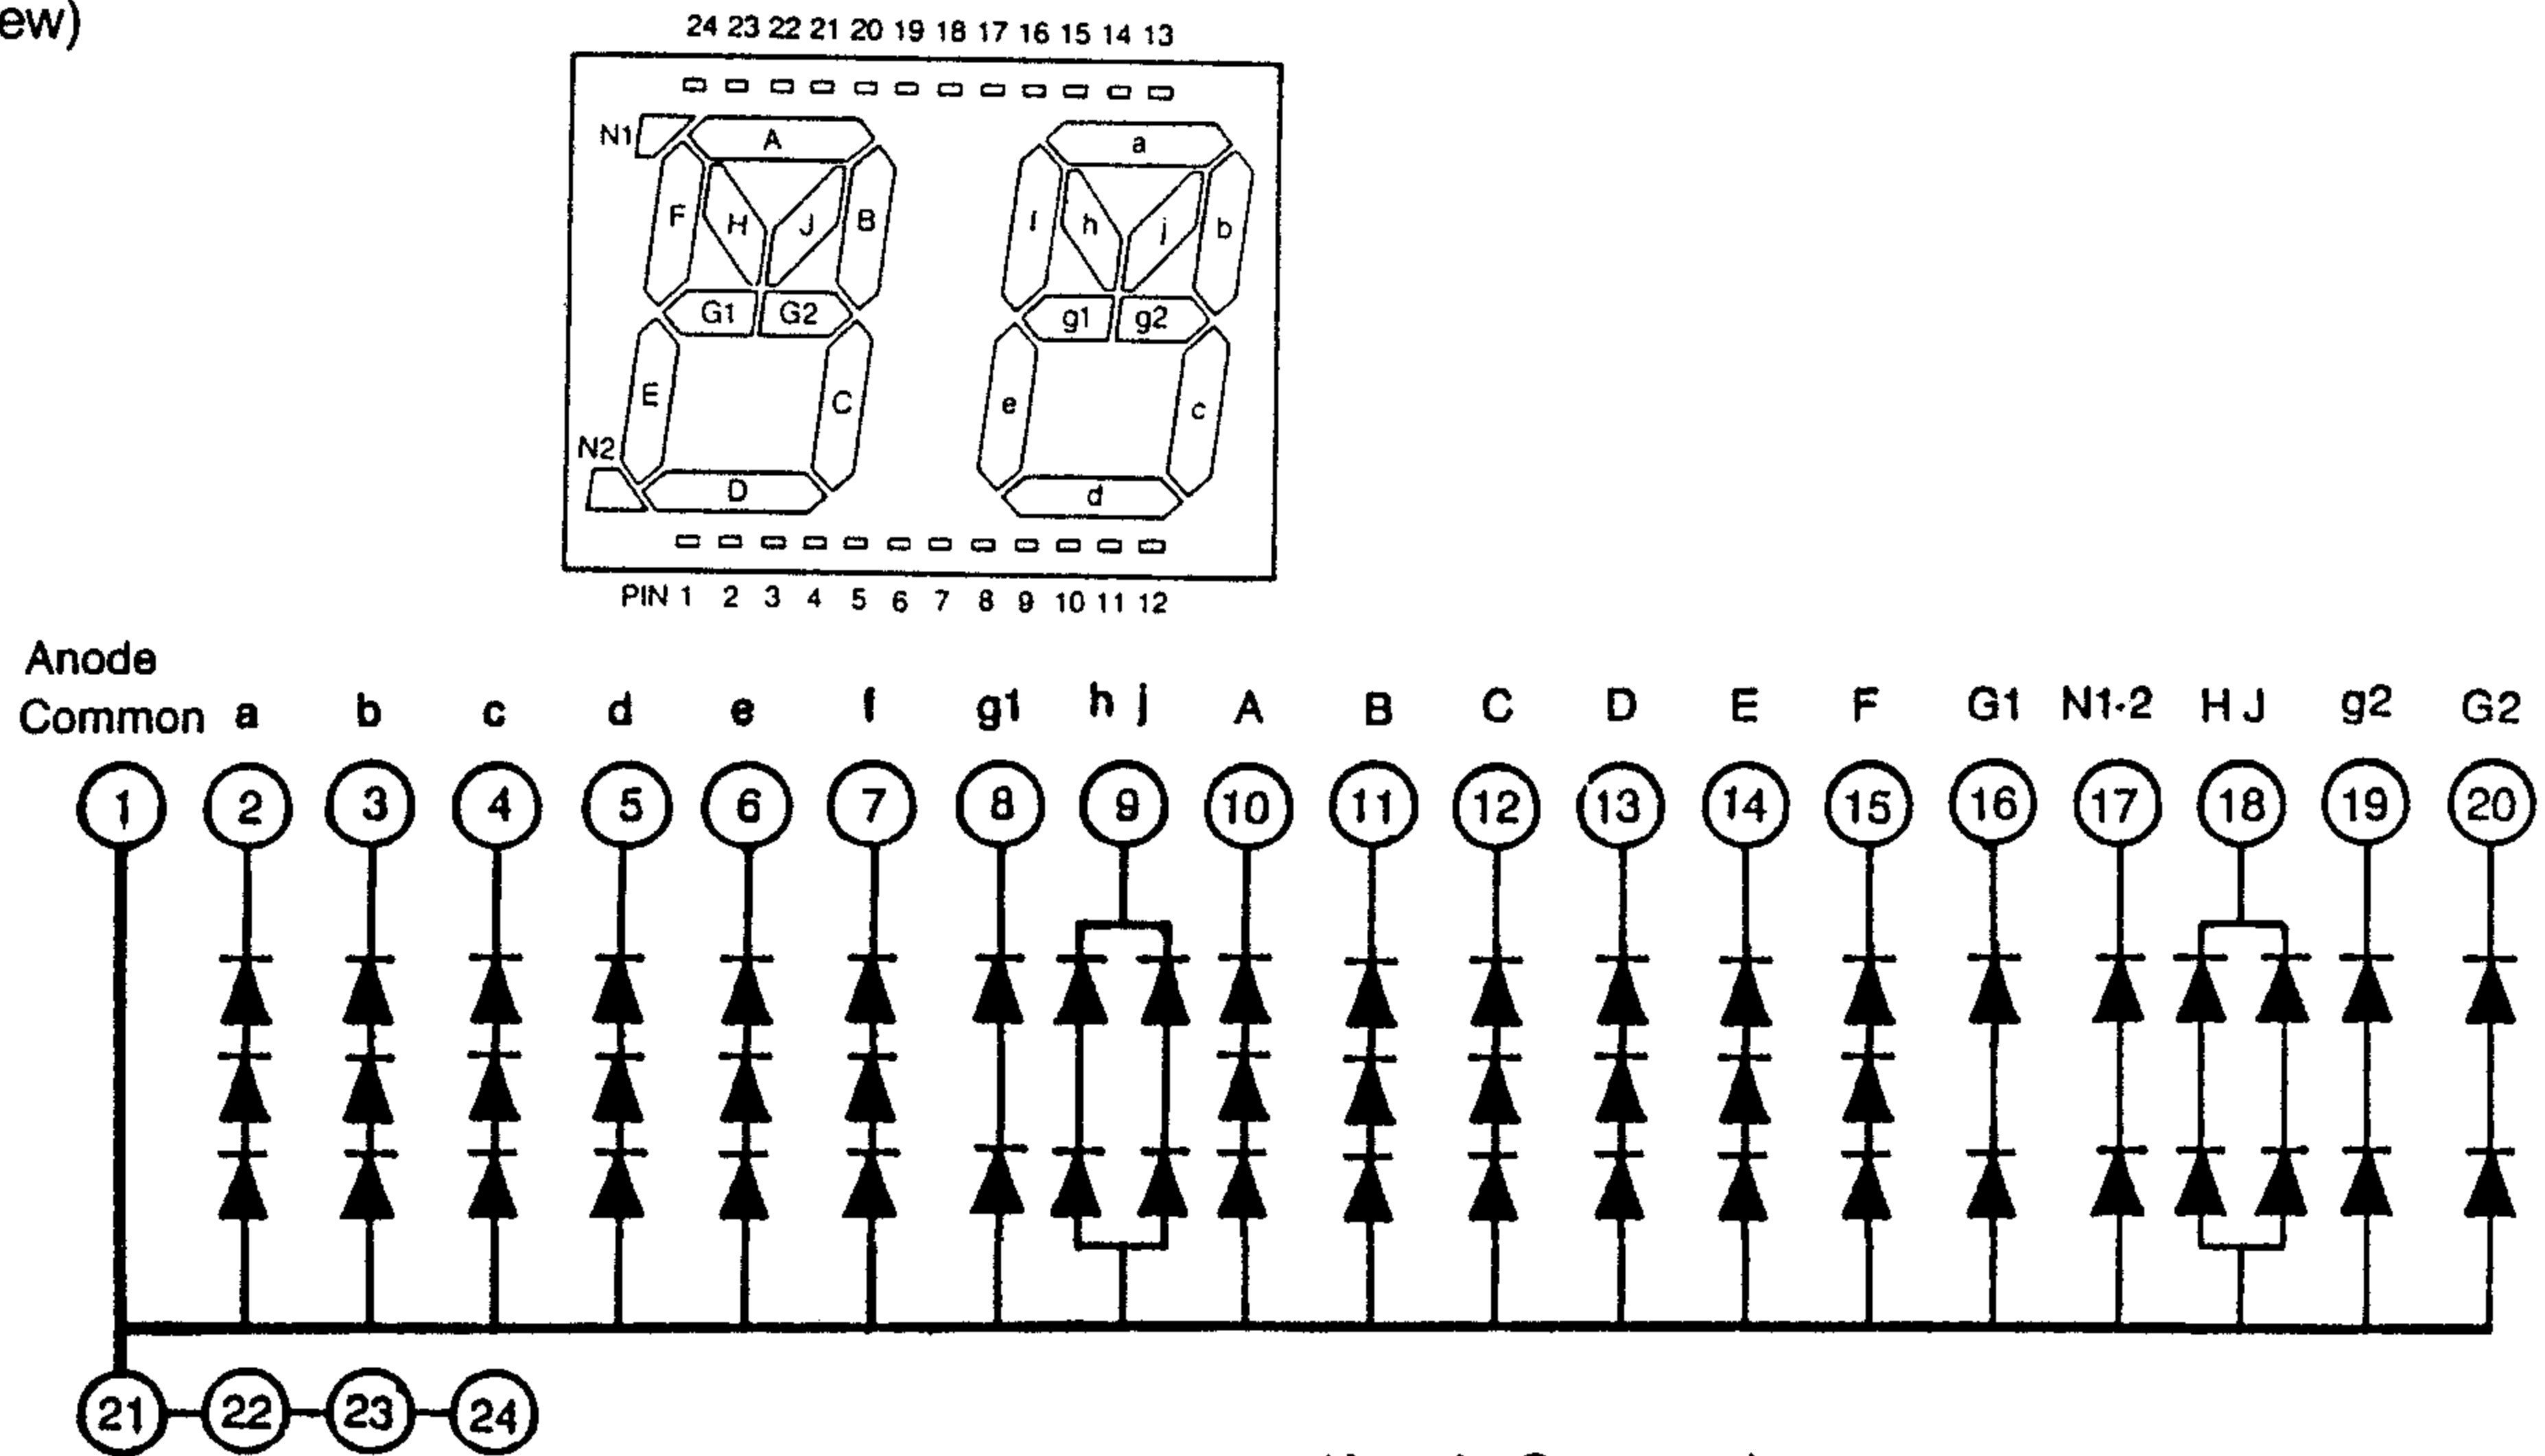 ew)
24 23 22 21 20 19 18 17 16 15 14 13
N1 A a
F H J B f h j b
G1 G2 g1 g2
E C e c
N2
D d
PIN 1 2 3 4 5 6 7 8 9 10 11 12
Anode
Common a b c d e f g1 h j A B C D E F G1 N1·2 H J g2 G2
1 2 3 4 5 6 7 8 9 10 11 12 13 14 15 16 17 18 19 20
21 22 23 24